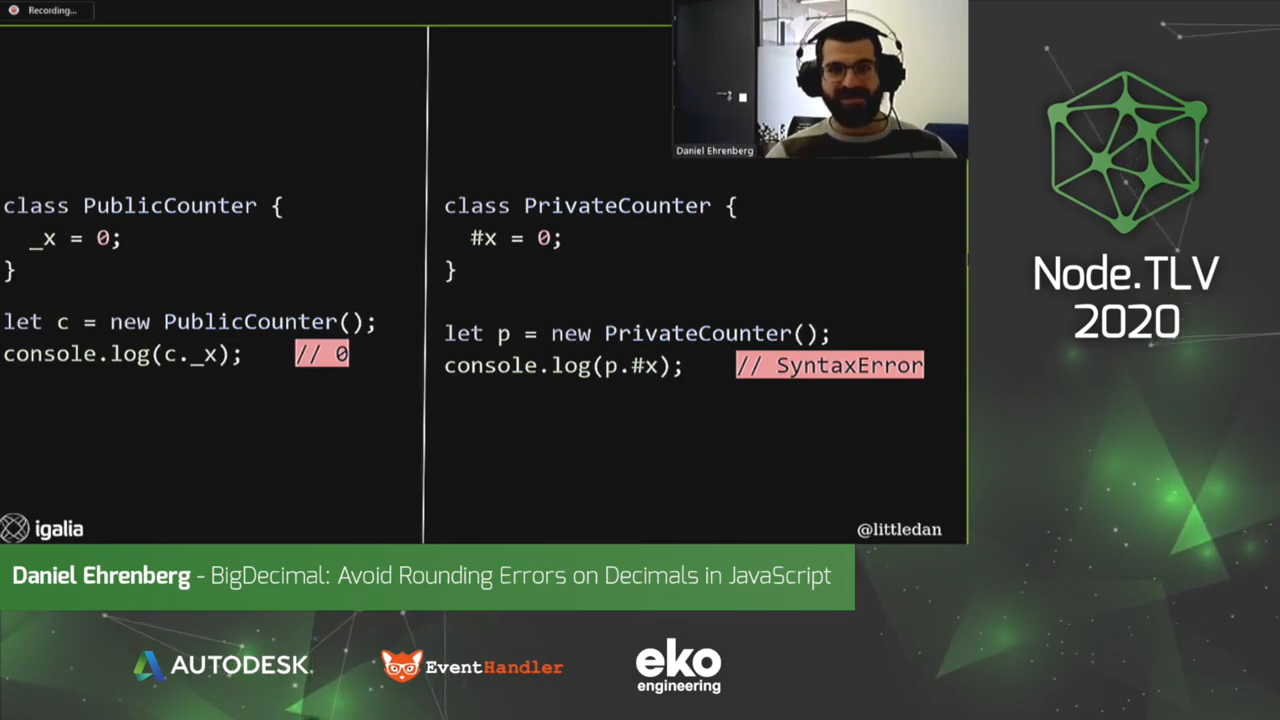 Recording...
Daniel Ehrenberg
class PublicCounter {
_x = 0;
}
let c = new PublicCounter();
console.log(c._x); // 0
class PrivateCounter {
#x = 0;
}
let p = new PrivateCounter();
console.log(p.#x); // SyntaxError
igalia
@littledan
Node.TLV
2020
Daniel Ehrenberg - BigDecimal: Avoid Rounding Errors on Decimals in JavaScript
AUTODESK.
EventHandler
eko
engineering